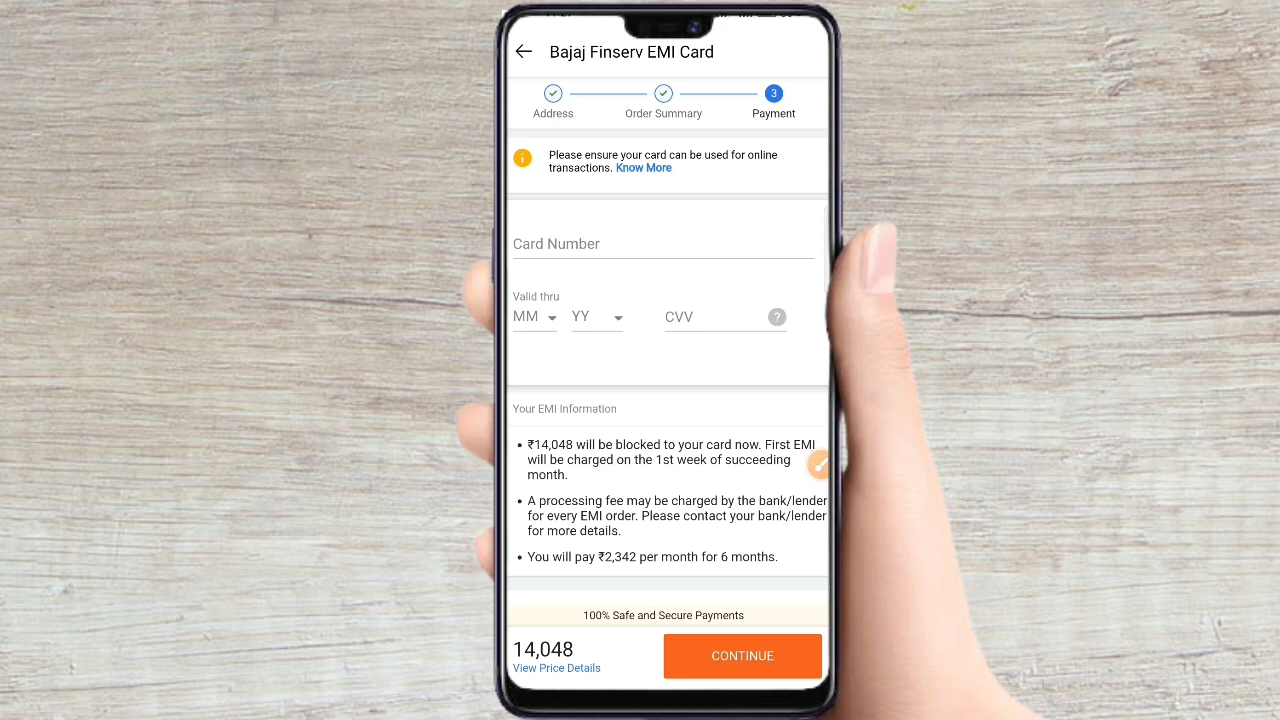 Bajaj Finserv EMI Card
3
Address
Order Summary
Payment
Please ensure your card can be used for online
transactions. Know More
Card Number
Valid thru
MM
YY
CVV
?
Your EMI Information
• ₹14,048 will be blocked to your card now. First EMI
will be charged on the 1st week of succeeding
month.
• A processing fee may be charged by the bank/lender
for every EMI order. Please contact your bank/lender
for more details.
• You will pay ₹2,342 per month for 6 months.
100% Safe and Secure Payments
14,048
View Price Details
CONTINUE